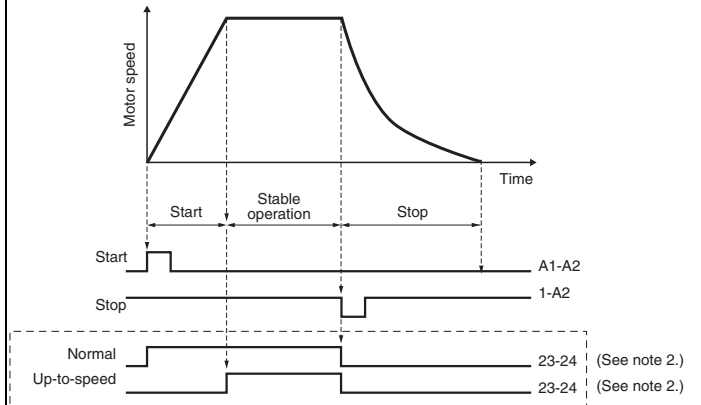 Motor speed
Time
Start
Stable
operation
Stop
Start
A1-A2
Stop
1-A2
Normal
23-24
(See note 2.)
Up-to-speed
23-24
(See note 2.)